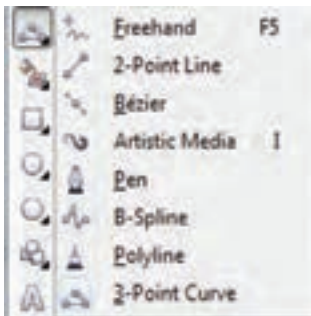 Freehand F5
2-Point Line
Bézier
Artistic Media I
Pen
B-Spline
Polyline
3-Point Curve